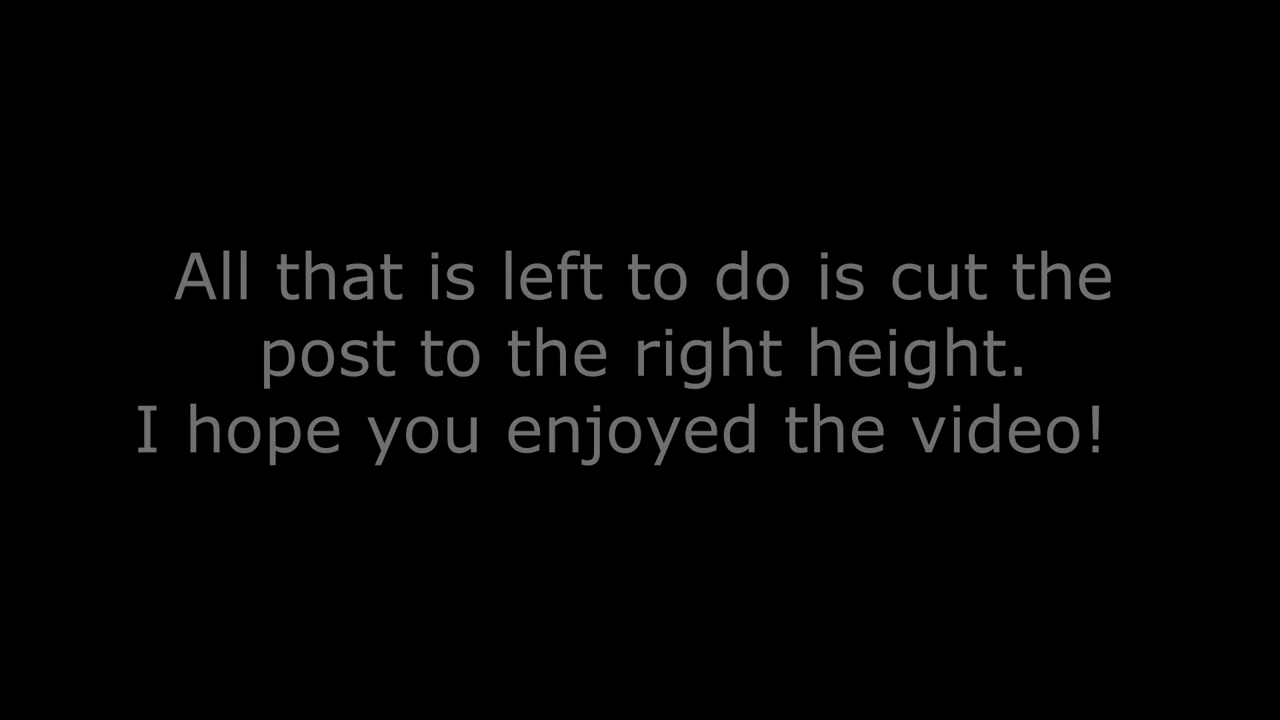 All that is left to do is cut the
post to the right height.
I hope you enjoyed the video!